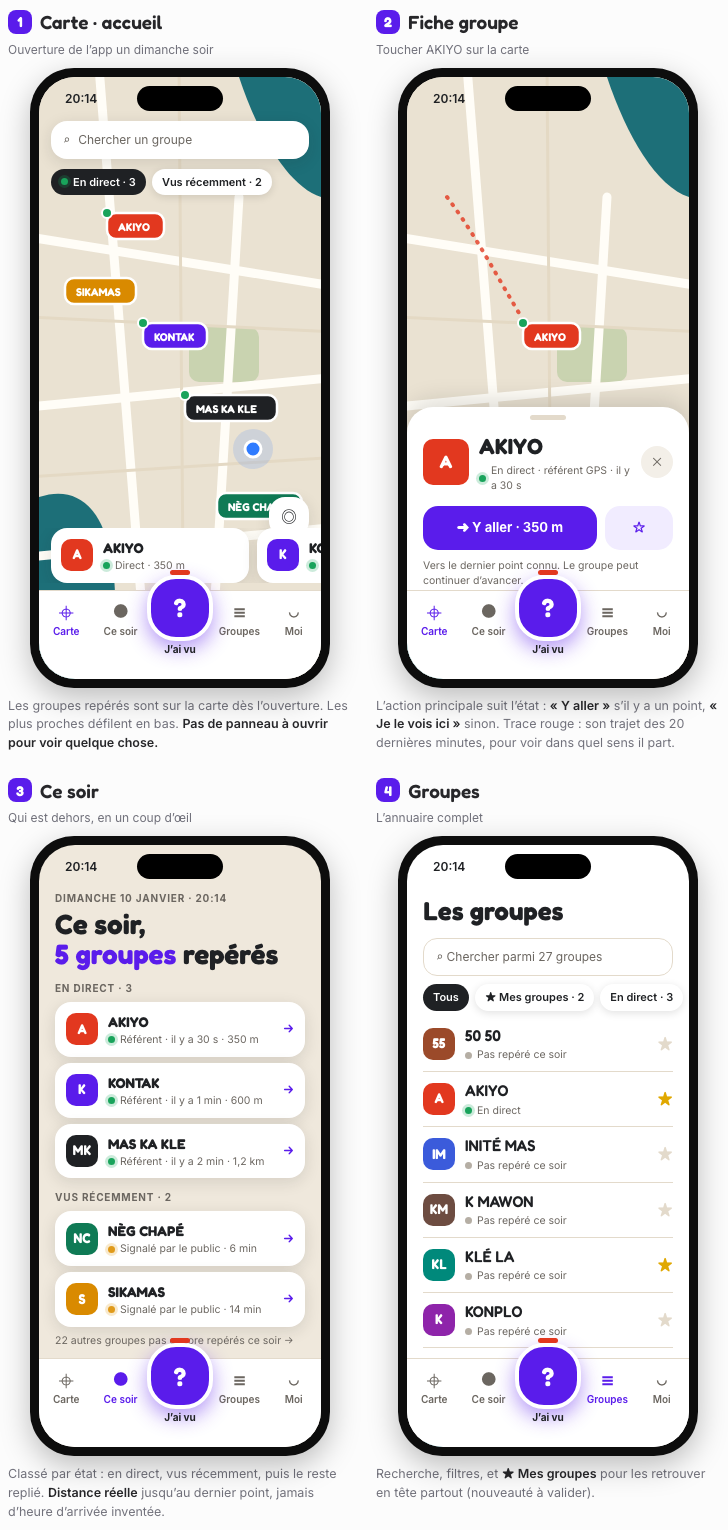 1 Carte · accueil
Ouverture de l’app un dimanche soir
20:14
Chercher un groupe
En direct · 3
Vus récemment · 2
AKIYO
SIKAMAS
KONTAK
MAS KA KLE
NÈG
A
AKIYO
Direct · 350 m
K
Carte
Ce soir
?
J’ai vu
Groupes
Moi
Les groupes repérés sont sur la carte dès l’ouverture. Les
plus proches défilent en bas. Pas de panneau à ouvrir
pour voir quelque chose.
2 Fiche groupe
Toucher AKIYO sur la carte
20:14
AKIYO
A
AKIYO
En direct · référent GPS · il y
a 30 s
×
➜ Y aller · 350 m
☆
Vers le dernier point connu. Le groupe peut
continuer d’avancer.
Carte
Ce soir
?
J’ai vu
Groupes
Moi
L’action principale suit l’état : « Y aller » s’il y a un point, «
Je le vois ici » sinon. Trace rouge : son trajet des 20
dernières minutes, pour voir dans quel sens il part.
3 Ce soir
Qui est dehors, en un coup d’œil
20:14
DIMANCHE 10 JANVIER · 20:14
Ce soir,
5 groupes repérés
EN DIRECT · 3
A
AKIYO
Référent · il y a 30 s · 350 m
→
K
KONTAK
Référent · il y a 1 min · 600 m
→
MK
MAS KA KLE
Référent · il y a 2 min · 1,2 km
→
VUS RÉCEMMENT · 2
NC
NÈG CHAPÉ
Signalé par le public · 6 min
→
S
SIKAMAS
Signalé par le public · 14 min
→
22 autres groupes pas repérés ce soir →
Carte
Ce soir
?
J’ai vu
Groupes
Moi
Classé par état : en direct, vus récemment, puis le reste
replié. Distance réelle jusqu’au dernier point, jamais
d’heure d’arrivée inventée.
4 Groupes
L’annuaire complet
20:14
Les groupes
Chercher parmi 27 groupes
Tous
★ Mes groupes · 2
En direct · 3
55
50 50
Pas repéré ce soir
★
A
AKIYO
En direct
★
IM
INITÉ MAS
Pas repéré ce soir
★
KM
K MAWON
Pas repéré ce soir
★
KL
KLÉ LA
Pas repéré ce soir
★
K
KONPLO
Pas repéré ce soir
★
Carte
Ce soir
?
J’ai vu
Groupes
Moi
Recherche, filtres, et ★ Mes groupes pour les retrouver
en tête partout (nouveauté à valider).